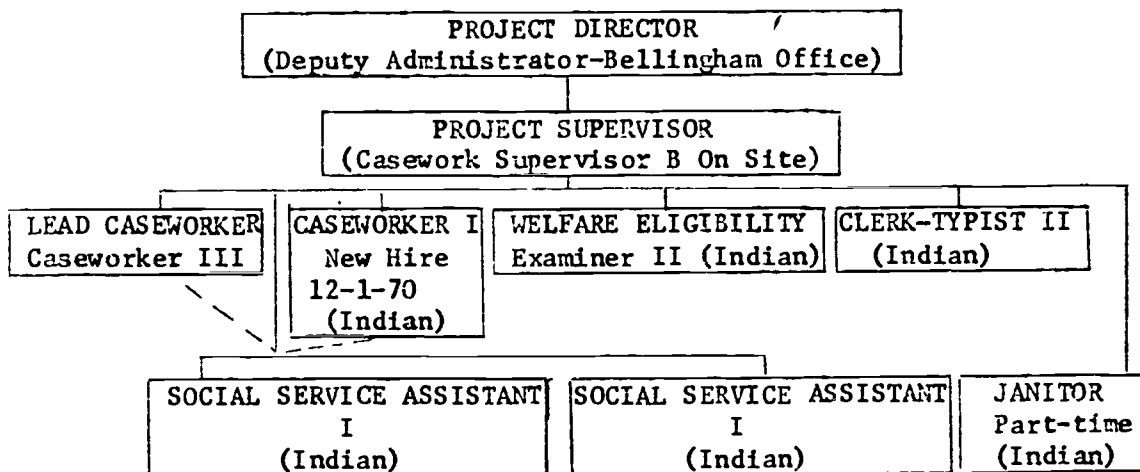 PROJECT DIRECTOR
(Deputy Administrator-Bellingham Office)
PROJECT SUPERVISOR
(Casework Supervisor B On Site)
LEAD CASEWORKER
Caseworker III
CASEWORKER I
New Hire
12-1-70
(Indian)
WELFARE ELIGIBILITY
Examiner II (Indian)
CLERK-TYPIST II
(Indian)
SOCIAL SERVICE ASSISTANT
I
(Indian)
SOCIAL SERVICE ASSISTANT
I
(Indian)
JANITOR
Part-time
(Indian)